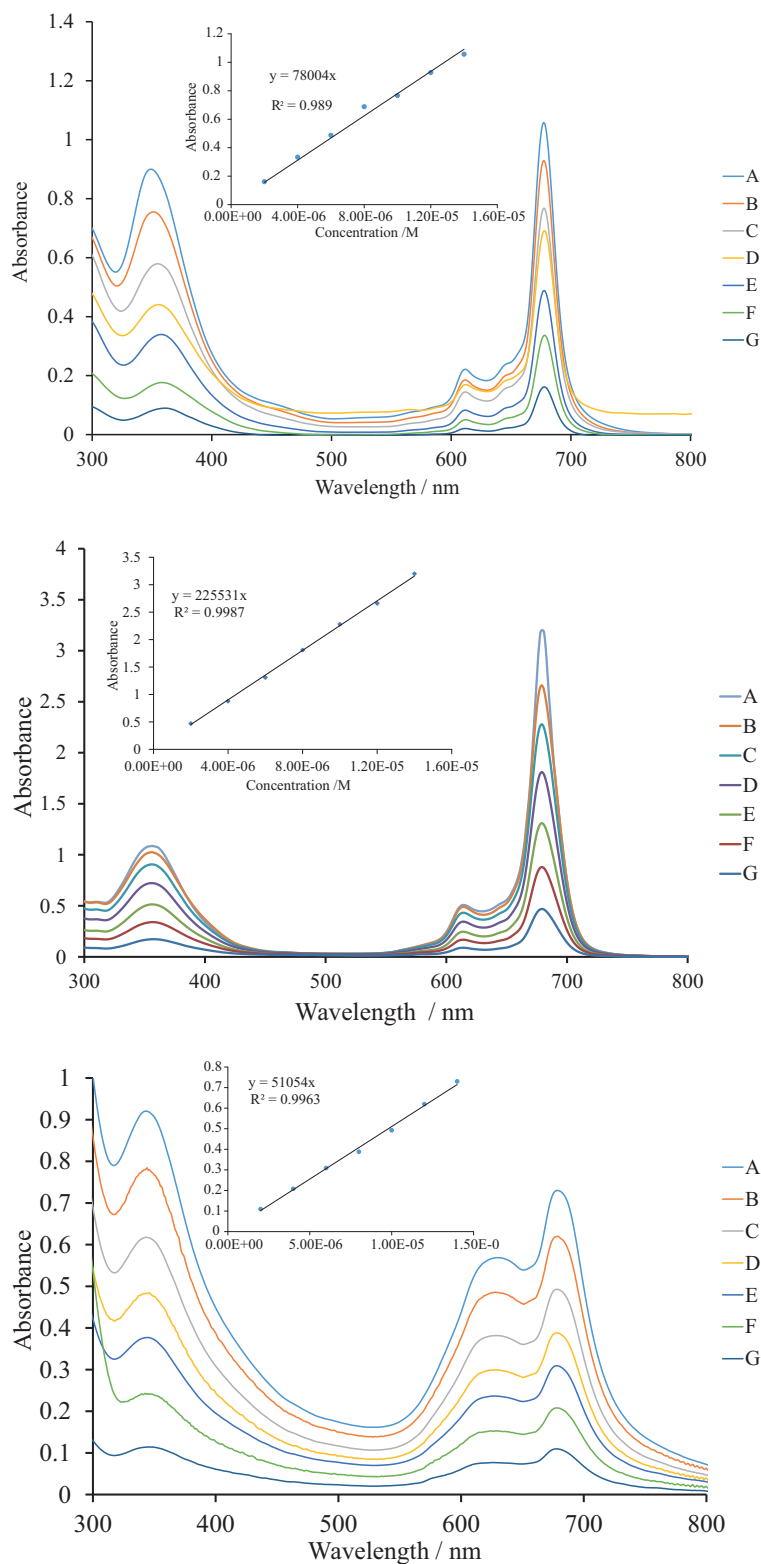 1.4
1.2
1
0.8
0.6
0.4
0.2
0
300 400 500 600 700 800
Absorbance
Wavelength / nm
1.2
1
0.8
0.6
0.4
0.2
0
0.00E+00 4.00E-06 8.00E-06 1.20E-05 1.60E-05
Absorbance
Concentration /M
y = 78004x
R² = 0.989
A
B
C
D
E
F
G
4
3.5
3
2.5
2
1.5
1
0.5
0
300 400 500 600 700 800
Absorbance
Wavelength / nm
3.5
3
2.5
2
1.5
1
0.5
0
0.00E+00 4.00E-06 8.00E-06 1.20E-05 1.60E-05
Absorbance
Concentration /M
y = 225531x
R² = 0.9987
A
B
C
D
E
F
G
1
0.9
0.8
0.7
0.6
0.5
0.4
0.3
0.2
0.1
0
300 400 500 600 700 800
Absorbance
Wavelength / nm
0.8
0.7
0.6
0.5
0.4
0.3
0.2
0.1
0
0.00E+00 5.00E-06 1.00E-05 1.50E-0
Absorbance
Concentration /M
y = 51054x
R² = 0.9963
A
B
C
D
E
F
G